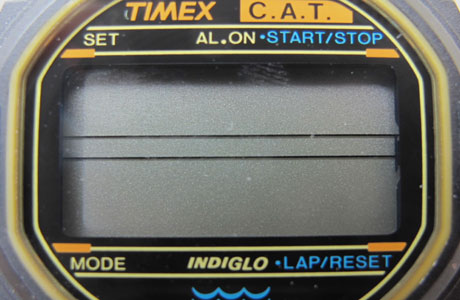 TIMEX C.A.T.
SET AL.ON •START/STOP
MODE INDIGLO •LAP/RESET